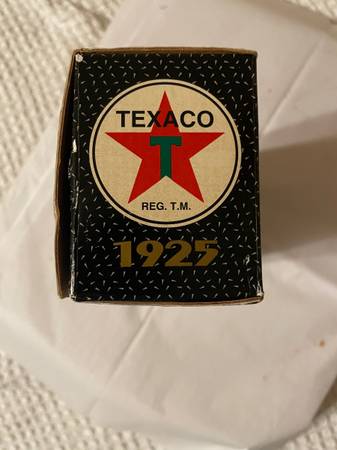 TEXACO
T
REG. T.M.
1925